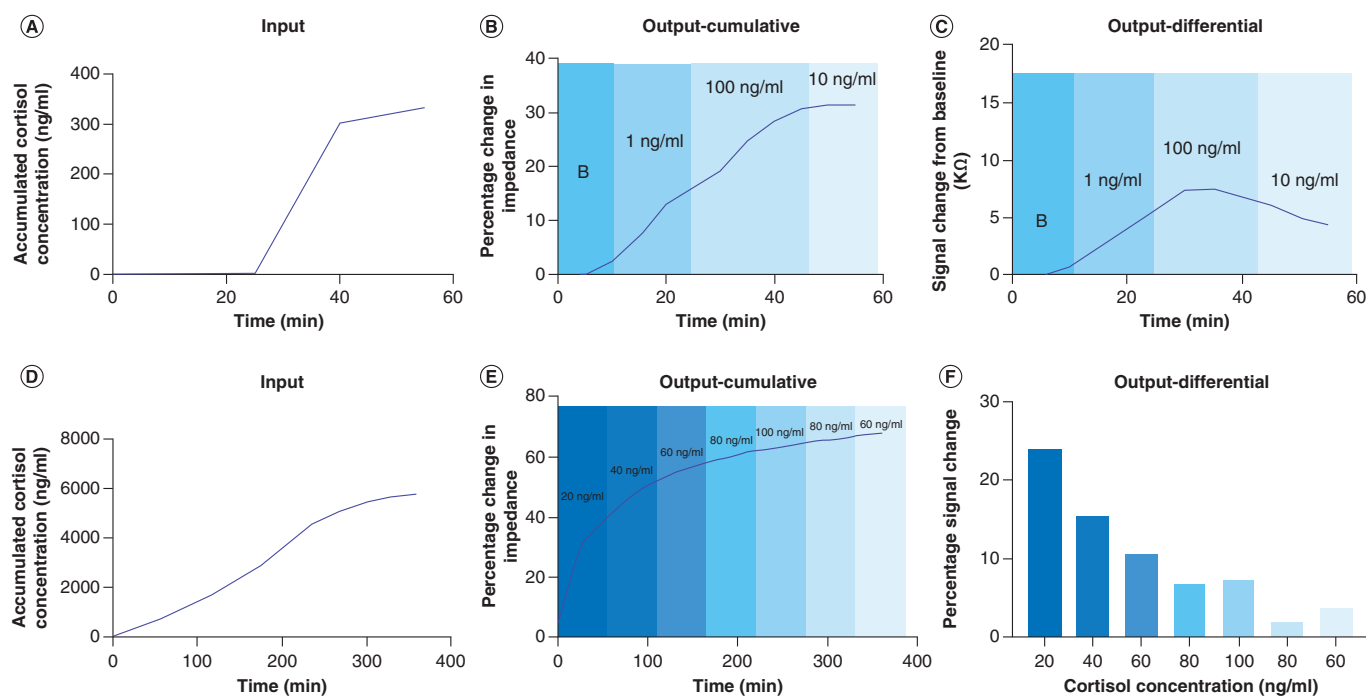 A
Input
Accumulated cortisol
concentration (ng/ml)
400
300
200
100
0
0 20 40 60
Time (min)
B
Output-cumulative
Percentage change in
impedance
40
30
20
10
0
B
1 ng/ml
100 ng/ml
10 ng/ml
0 20 40 60
Time (min)
C
Output-differential
Signal change from baseline
(KΩ)
20
15
10
5
0
B
1 ng/ml
100 ng/ml
10 ng/ml
0 20 40 60
Time (min)
D
Input
Accumulated cortisol
concentration (ng/ml)
8000
6000
4000
2000
0
0 100 200 300 400
Time (min)
E
Output-cumulative
Percentage change in
impedance
80
60
40
20
0
20 ng/ml
40 ng/ml
60 ng/ml
80 ng/ml
100 ng/ml
80 ng/ml
60 ng/ml
0 100 200 300 400
Time (min)
F
Output-differential
Percentage signal change
30
20
10
0
20 40 60 80 100 80 60
Cortisol concentration (ng/ml)